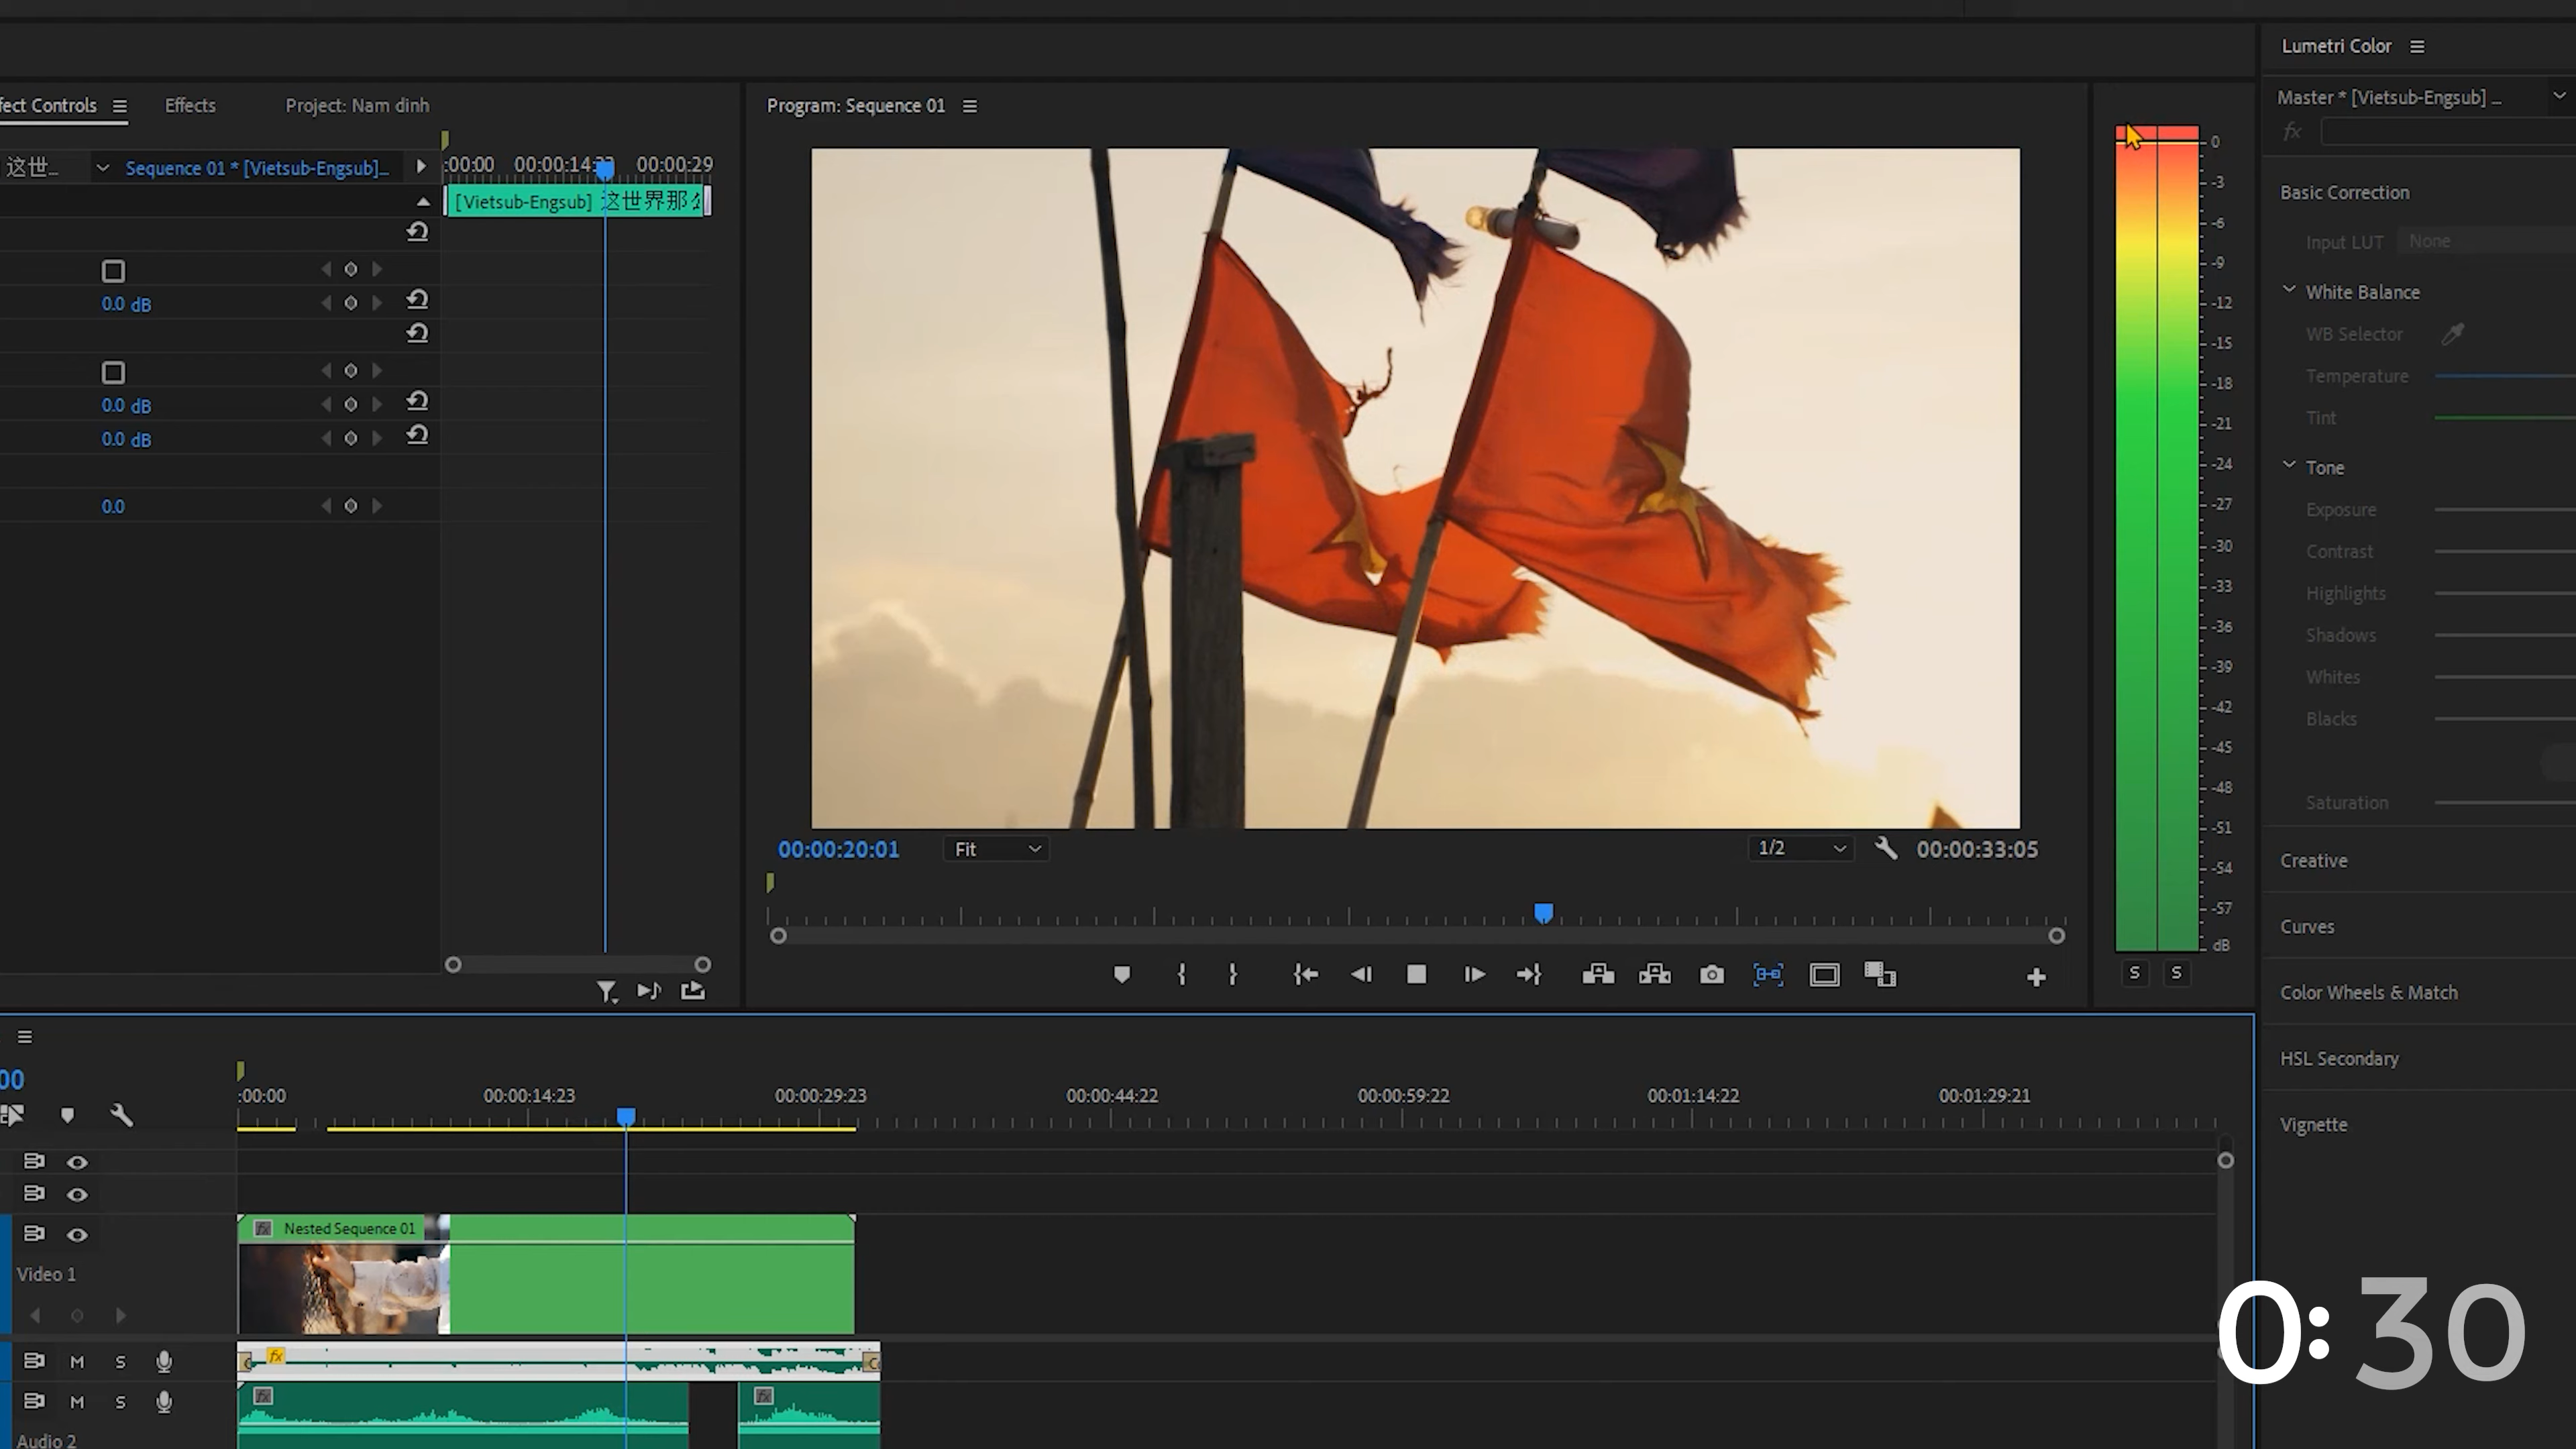 Lumetri Color
fect Controls
Effects
Project: Nam dinh
Program: Sequence 01
Master * [Vietsub-Engsub] ...
fx
这世...
Sequence 01 * [Vietsub-Engsub]...
:00:00
00:00:14:23
00:00:29
[Vietsub-Engsub] 这世界那么
0.0 dB
0.0 dB
0.0 dB
0.0
0
-3
-6
-9
-12
-15
-18
-21
-24
-27
-30
-33
-36
-39
-42
-45
-48
-51
-54
-57
dB
S S
Basic Correction
Input LUT None
White Balance
WB Selector
Temperature
Tint
Tone
Exposure
Contrast
Highlights
Shadows
Whites
Blacks
Saturation
Creative
Curves
Color Wheels & Match
HSL Secondary
Vignette
00:00:20:01
Fit
1/2
00:00:33:05
00
:00:00
00:00:14:23
00:00:29:23
00:00:44:22
00:00:59:22
00:01:14:22
00:01:29:21
fx Nested Sequence 01
Video 1
M S
fx
M S
fx
fx
Audio 2
0:30